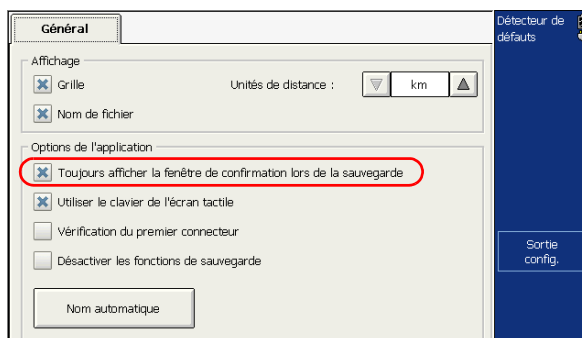 Général
Détecteur de
défauts
Affichage
Grille
Unités de distance :
km
Nom de fichier
Options de l'application
Toujours afficher la fenêtre de confirmation lors de la sauvegarde
Utiliser le clavier de l'écran tactile
Vérification du premier connecteur
Désactiver les fonctions de sauvegarde
Sortie
config.
Nom automatique